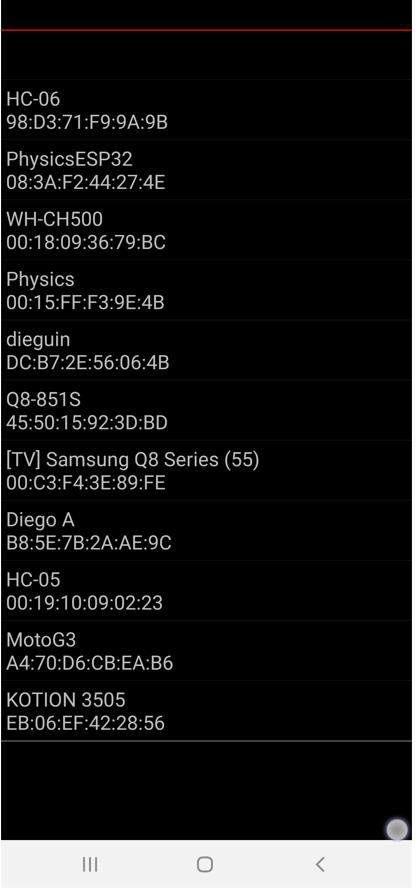 HC-06
98:D3:71:F9:9A:9B
PhysicsESP32
08:3A:F2:44:27:4E
WH-CH500
00:18:09:36:79:BC
Physics
00:15:FF:F3:9E:4B
dieguin
DC:B7:2E:56:06:4B
Q8-851S
45:50:15:92:3D:BD
[TV] Samsung Q8 Series (55)
00:C3:F4:3E:89:FE
Diego A
B8:5E:7B:2A:AE:9C
HC-05
00:19:10:09:02:23
MotoG3
A4:70:D6:CB:EA:B6
KOTION 3505
EB:06:EF:42:28:56